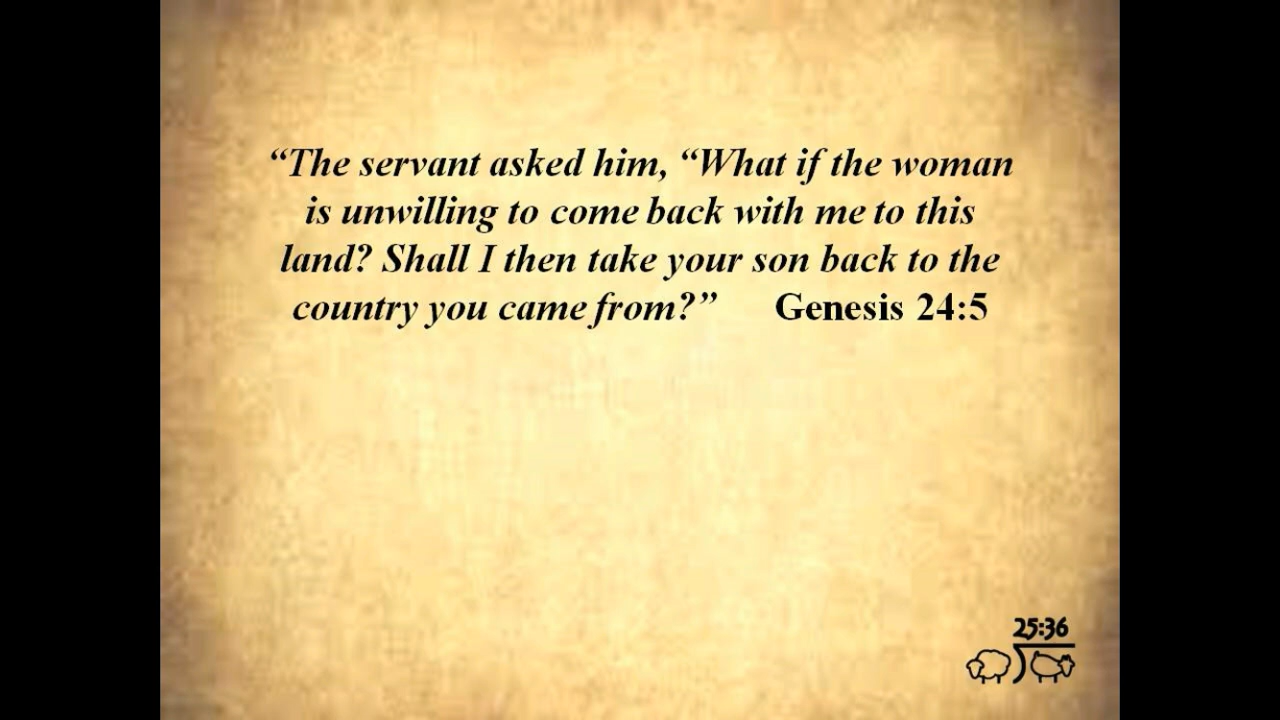 “The servant asked him, “What if the woman
is unwilling to come back with me to this
land? Shall I then take your son back to the
country you came from?” Genesis 24:5
25:36